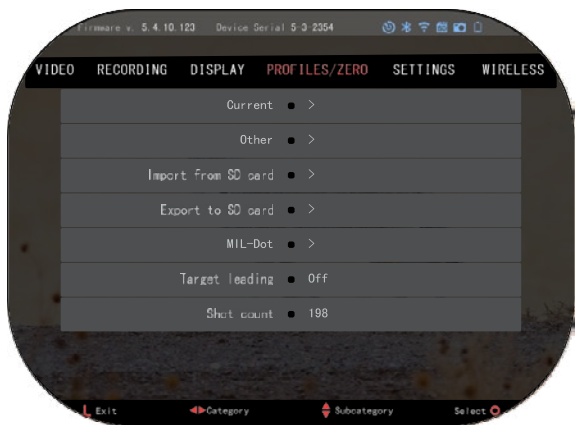 Firmware v. 5.4.10.123 Device Serial 5-3-2354
VIDEO RECORDING DISPLAY PROFILES/ZERO SETTINGS WIRELESS
Current >
Other >
Import from SD card >
Export to SD card >
MIL-Dot >
Target leading Off
Shot count 198
Exit Category Subcategory Select